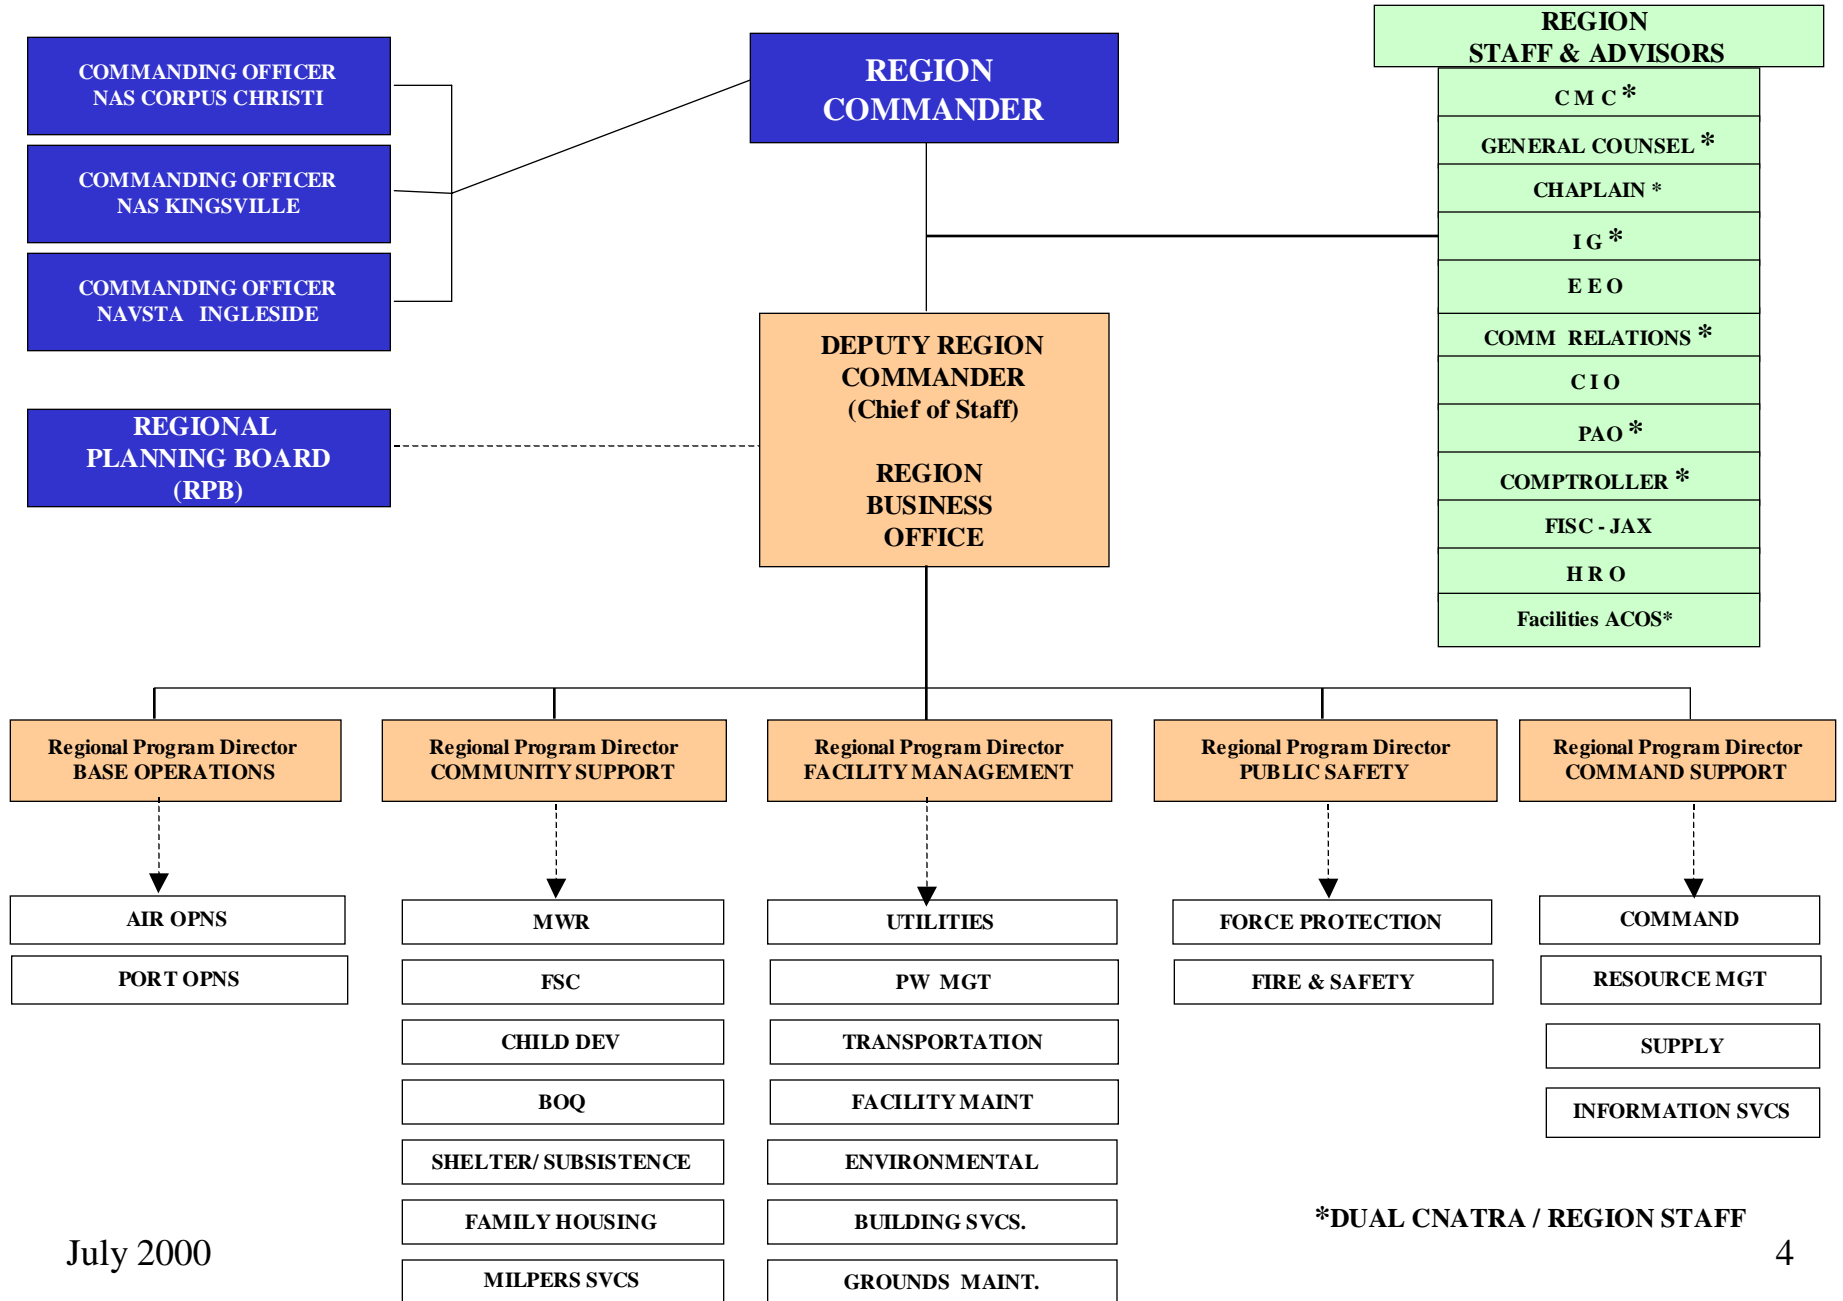 COMMANDING OFFICER
NAS CORPUS CHRISTI
COMMANDING OFFICER
NAS KINGSVILLE
COMMANDING OFFICER
NAVSTA INGLESIDE
REGIONAL
PLANNING BOARD
(RPB)
REGION
COMMANDER
DEPUTY REGION
COMMANDER
(Chief of Staff)
REGION
BUSINESS
OFFICE
REGION
STAFF & ADVISORS
C M C *
GENERAL COUNSEL *
CHAPLAIN *
I G *
E E O
COMM RELATIONS *
C I O
PAO *
COMPTROLLER *
FISC - JAX
H R O
Facilities ACOS*
Regional Program Director
BASE OPERATIONS
AIR OPNS
PORT OPNS
Regional Program Director
COMMUNITY SUPPORT
MWR
FSC
CHILD DEV
BOQ
SHELTER/ SUBSISTENCE
FAMILY HOUSING
MILPERS SVCS
Regional Program Director
FACILITY MANAGEMENT
UTILITIES
PW MGT
TRANSPORTATION
FACILITY MAINT
ENVIRONMENTAL
BUILDING SVCS.
GROUNDS MAINT.
Regional Program Director
PUBLIC SAFETY
FORCE PROTECTION
FIRE & SAFETY
Regional Program Director
COMMAND SUPPORT
COMMAND
RESOURCE MGT
SUPPLY
INFORMATION SVCS
*DUAL CNATRA / REGION STAFF
July 2000
4